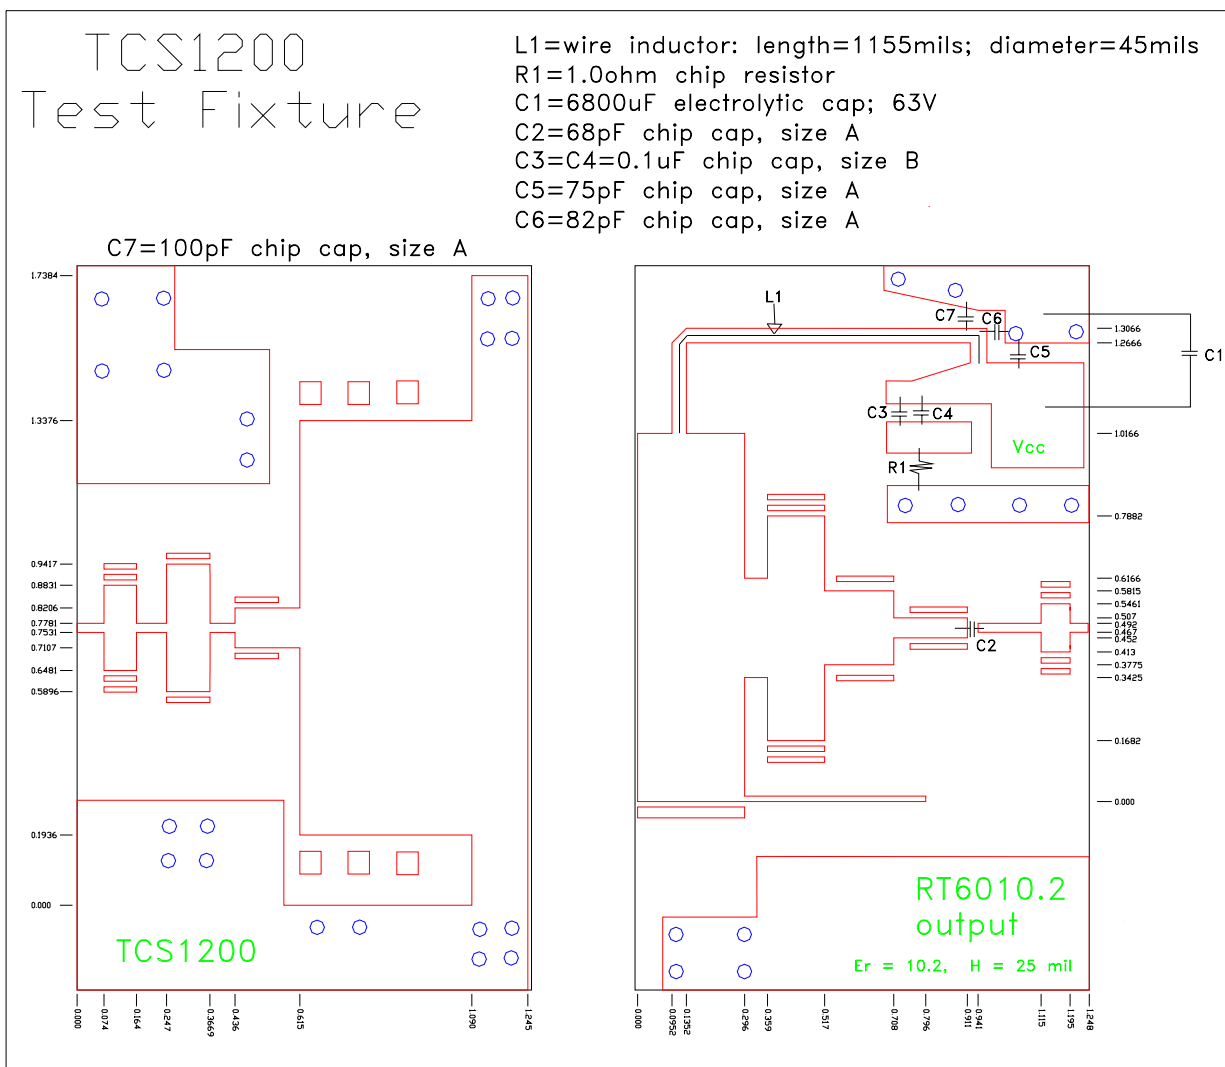 TCS1200
Test Fixture
L1=wire inductor: length=1155mils; diameter=45mils
R1=1.0ohm chip resistor
C1=6800uF electrolytic cap; 63V
C2=68pF chip cap, size A
C3=C4=0.1uF chip cap, size B
C5=75pF chip cap, size A
C6=82pF chip cap, size A
C7=100pF chip cap, size A
1.7384
1.3376
0.9417
0.8831
0.8206
0.7781
0.7531
0.7107
0.6481
0.5896
0.1936
0.000
TCS1200
0.000
0.074
0.164
0.247
0.3669
0.436
0.615
1.090
1.245
L1
C7
C6
C5
C1
C3
C4
R1
Vcc
C2
1.3066
1.2666
1.0166
0.7882
0.6166
0.5815
0.5461
0.507
0.492
0.467
0.452
0.413
0.3775
0.3425
0.1682
0.000
RT6010.2
output
Er = 10.2, H = 25 mil
0.000
0.0952
0.1352
0.296
0.359
0.517
0.708
0.796
0.911
0.941
1.115
1.195
1.248